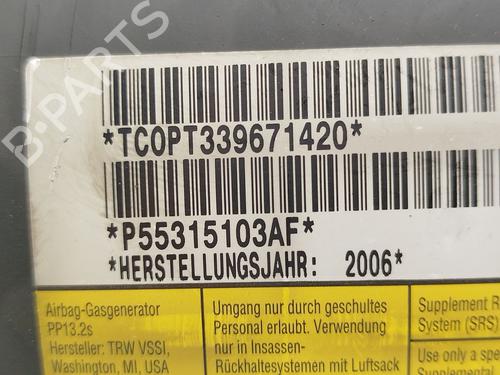 B-PARTS
*TCOPT339671420*
*P55315103AF*
*HERSTELLUNGSJAHR: 2006*
Airbag-Gasgenerator
PP13.2s
Hersteller: TRW VSSI,
Washington, MI, USA
Umgang nur durch geschultes
Personal erlaubt. Verwendung
nur in Insassen-
Rückhaltesystemen mit Luftsack
Supplement
System (SRS)
Use only a
Supplemental